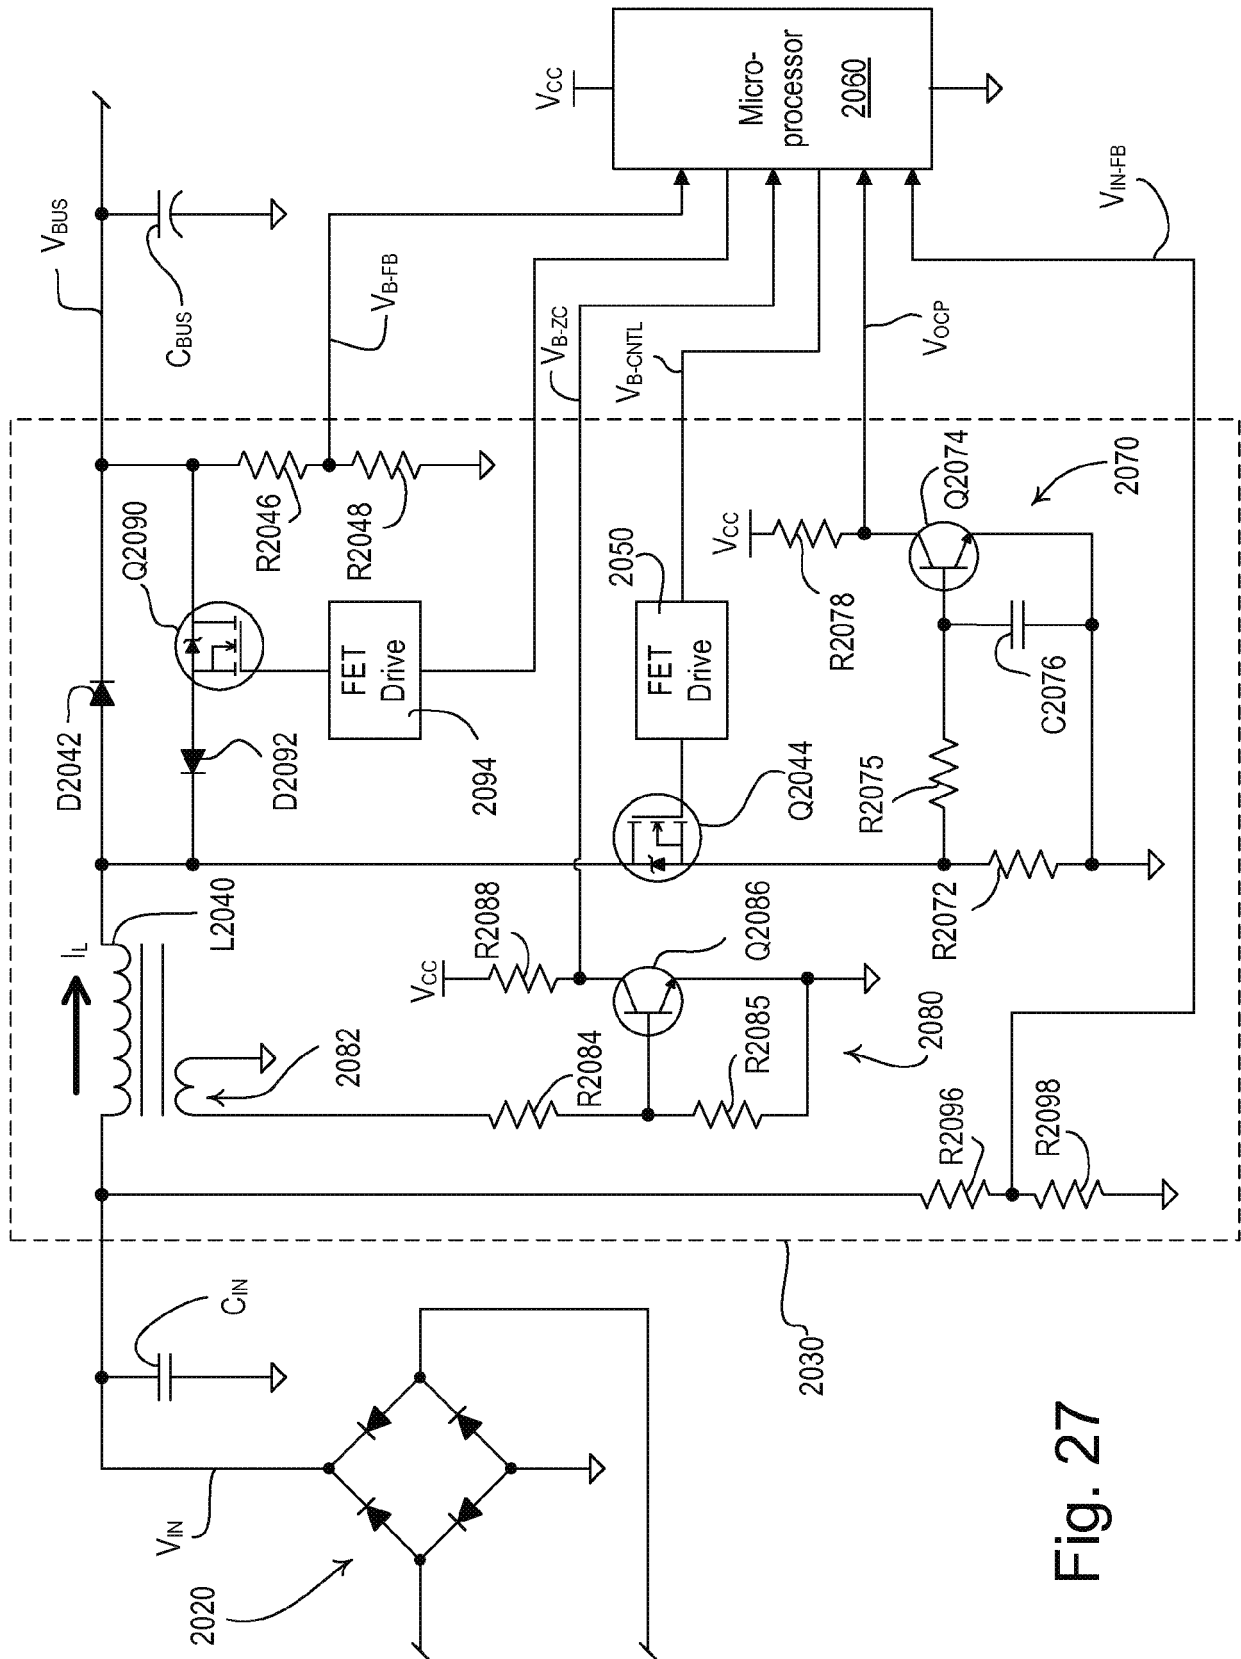 VIN
2020
CIN
IL
L2040
2082
D2042
D2092
Q2090
FET
Drive
2094
R2046
R2048
VBUS
CBUS
VB-FB
VCC
Micro-
processor
2060
VB-ZC
VB-CNTL
VOCP
VIN-FB
VCC
R2088
R2084
Q2086
R2085
2080
2050
FET
Drive
Q2044
VCC
R2078
Q2074
2070
R2075
C2076
R2072
R2096
R2098
2030
Fig. 27